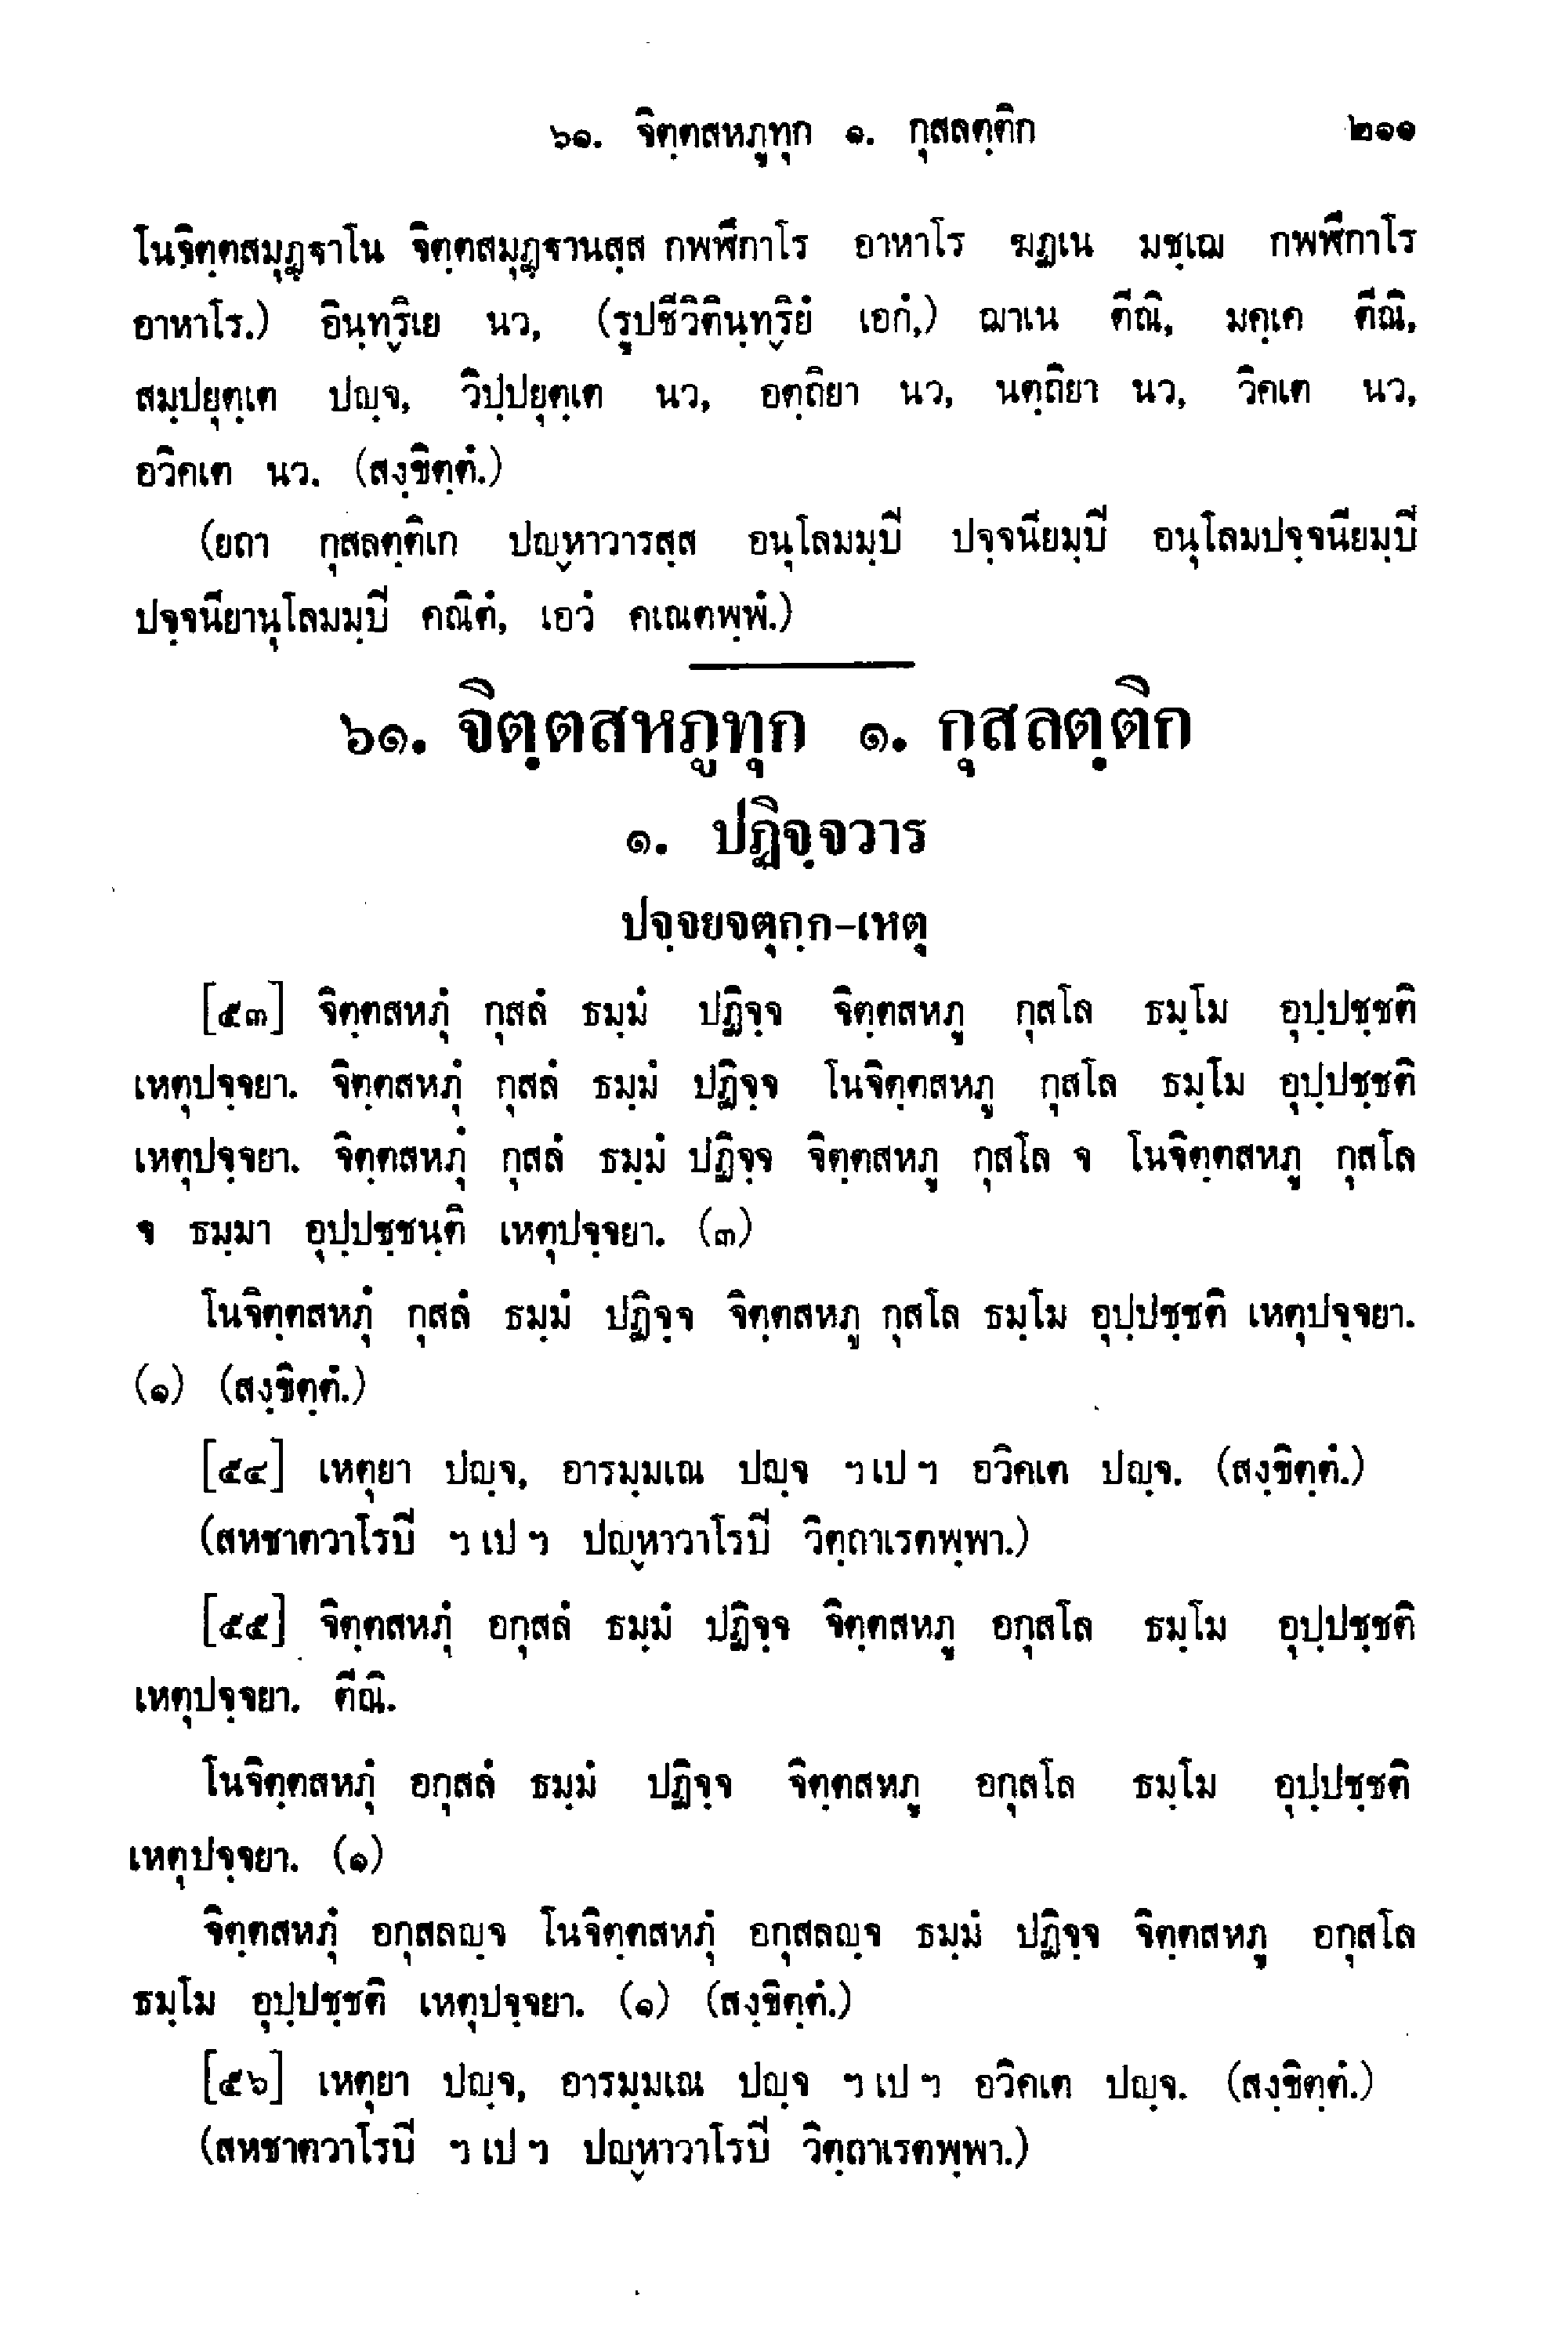 ๖๑. จิตฺตสหภูทุก ๑. กุสลตฺติก ๒๑๑
โนจิตฺตสมุฏฺฐาโน จิตฺตสมุฏฺฐานสฺส กพฬีกาโร อาหาโร ฆฏเน มชฺเฌ กพฬีกาโร
อาหาโร.) อินฺทฺริเย นว, (รูปชีวิตินฺทฺริยํ เอกํ,) ฌาเน ตีณิ, มคฺเค ตีณิ,
สมฺปยุตฺเต ปญฺจ, วิปฺปยุตฺเต นว, อตฺถิยา นว, นตฺถิยา นว, วิคเต นว,
อวิคเต นว. (สงฺขิตฺตํ.)
(ยถา กุสลตฺติเก ปญฺหาวารสฺส อนุโลมมฺปิ ปจฺจนียมฺปิ อนุโลมปจฺจนียมฺปิ
ปจฺจนียานุโลมมฺปิ คณิตํ, เอวํ คเณตพฺพํ.)
๖๑. จิตฺตสหภูทุก ๑. กุสลตฺติก
๑. ปฏิจฺจวาร
ปจฺจยจตุกฺก-เหตุ
[๕๓] จิตฺตสหภุํ กุสลํ ธมฺมํ ปฏิจฺจ จิตฺตสหภู กุสโล ธมฺโม อุปฺปชฺชติ
เหตุปจฺจยา. จิตฺตสหภุํ กุสลํ ธมฺมํ ปฏิจฺจ โนจิตฺตสหภู กุสโล ธมฺโม อุปฺปชฺชติ
เหตุปจฺจยา. จิตฺตสหภุํ กุสลํ ธมฺมํ ปฏิจฺจ จิตฺตสหภู กุสโล จ โนจิตฺตสหภู กุสโล
จ ธมฺมา อุปฺปชฺชนฺติ เหตุปจฺจยา. (๓)
โนจิตฺตสหภุํ กุสลํ ธมฺมํ ปฏิจฺจ จิตฺตสหภู กุสโล ธมฺโม อุปฺปชฺชติ เหตุปจฺจยา.
(๑) (สงฺขิตฺตํ.)
[๕๔] เหตุยา ปญฺจ, อารมฺมเณ ปญฺจ ฯ เป ฯ อวิคเต ปญฺจ. (สงฺขิตฺตํ.)
(สหชาตวาโรปิ ฯ เป ฯ ปญฺหาวาโรปิ วิตฺถาเรตพฺพา.)
[๕๕] จิตฺตสหภุํ อกุสลํ ธมฺมํ ปฏิจฺจ จิตฺตสหภู อกุสโล ธมฺโม อุปฺปชฺชติ
เหตุปจฺจยา. ตีณิ.
โนจิตฺตสหภุํ อกุสลํ ธมฺมํ ปฏิจฺจ จิตฺตสหภู อกุสโล ธมฺโม อุปฺปชฺชติ
เหตุปจฺจยา. (๑)
จิตฺตสหภุํ อกุสลญฺจ โนจิตฺตสหภุํ อกุสลญฺจ ธมฺมํ ปฏิจฺจ จิตฺตสหภู อกุสโล
ธมฺโม อุปฺปชฺชติ เหตุปจฺจยา. (๑) (สงฺขิตฺตํ.)
[๕๖] เหตุยา ปญฺจ, อารมฺมเณ ปญฺจ ฯ เป ฯ อวิคเต ปญฺจ. (สงฺขิตฺตํ.)
(สหชาตวาโรปิ ฯ เป ฯ ปญฺหาวาโรปิ วิตฺถาเรตพฺพา.)